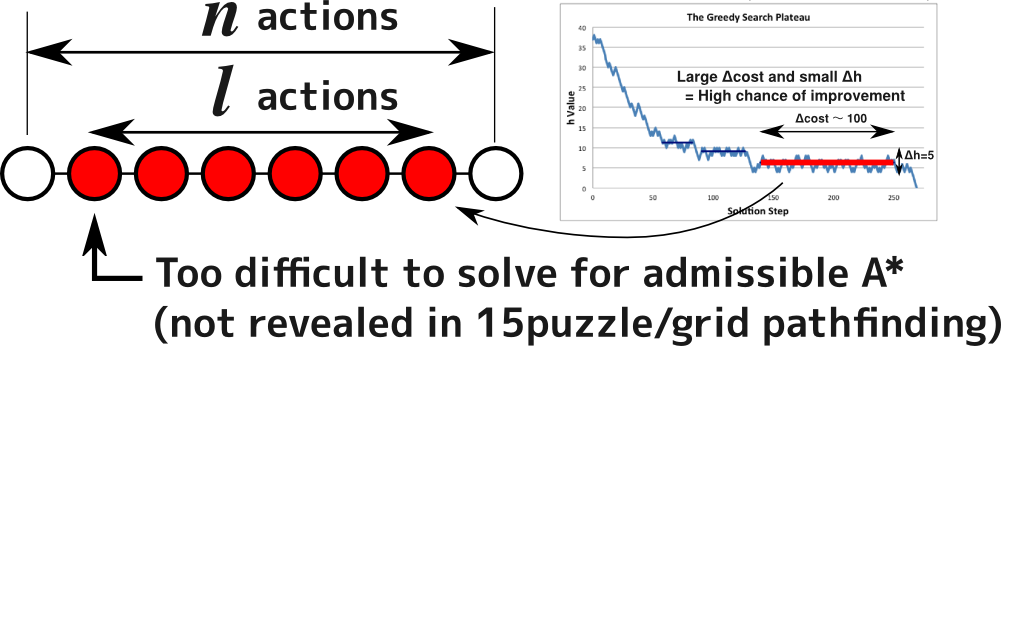 n actions
l actions
The Greedy Search Plateau
h Value
40
35
30
25
20
15
10
5
0
Large Δcost and small Δh
= High chance of improvement
Δcost ～ 100
Δh=5
0 50 100 150 200 250
Solution Step
Too difficult to solve for admissible A*
(not revealed in 15puzzle/grid pathfinding)